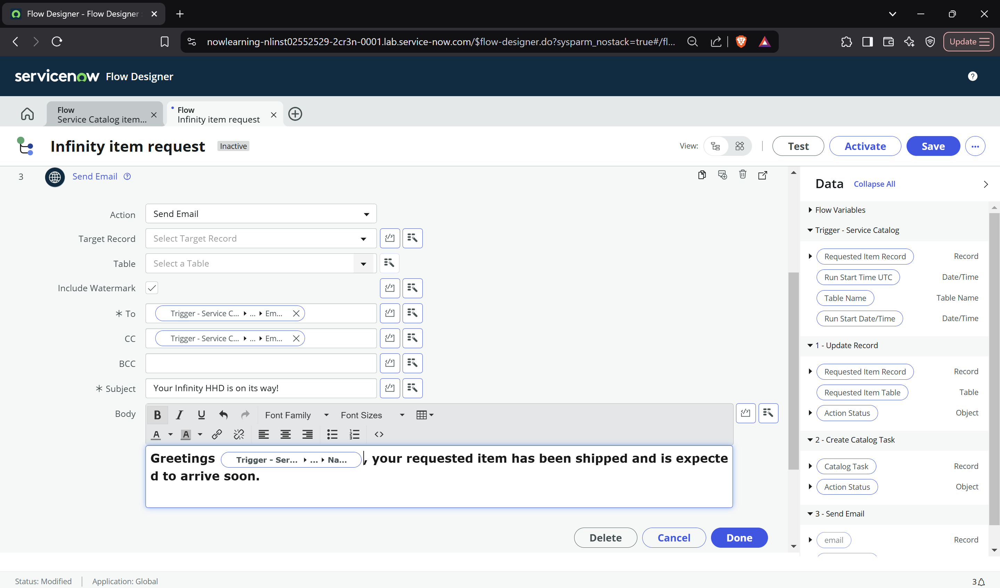 Flow Designer - Flow Designer
nowlearning-nlinst02552529-2cr3n-0001.lab.service-now.com/$flow-designer.do?sysparm_nostack=true#/fl...
Update
servicenow Flow Designer
?
Flow
Service Catalog item...
Flow
Infinity item request
Infinity item request
Inactive
View:
Test
Activate
Save
...
3
Send Email
?
Action
Send Email
Target Record
Select Target Record
Table
Select a Table
Include Watermark
* To
Trigger - Service C... ▸ ... ▸ Em...
CC
Trigger - Service C... ▸ ... ▸ Em...
BCC
* Subject
Your Infinity HHD is on its way!
Body
B I U Font Family Font Sizes
A A <>
Greetings Trigger - Ser... ▸ ... ▸ Na... , your requested item has been shipped and is expecte
d to arrive soon.
Delete
Cancel
Done
Data
Collapse All
Flow Variables
Trigger - Service Catalog
Requested Item Record Record
Run Start Time UTC Date/Time
Table Name Table Name
Run Start Date/Time Date/Time
1 - Update Record
Requested Item Record Record
Requested Item Table Table
Action Status Object
2 - Create Catalog Task
Catalog Task Record
Action Status Object
3 - Send Email
email Record
Status: Modified
Application: Global
3